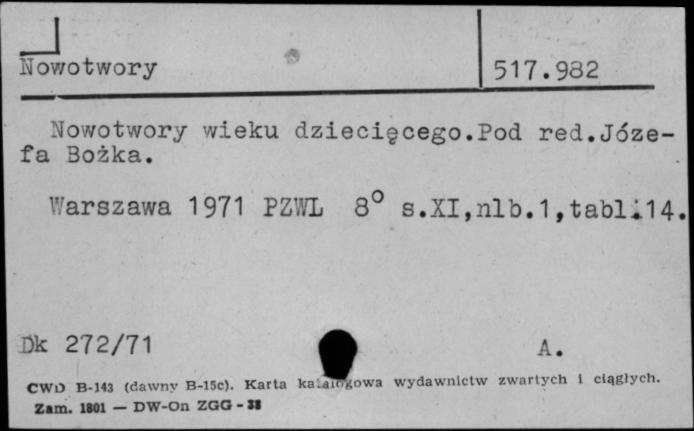 Nowotwory
517.982
Nowotwory wieku dziecięcego.Pod red.Józe-
fa Bożka.
Warszawa 1971 PZWL 8° s.XI,nlb.1,tabl.14.
Dk 272/71
A.
CWD B-143 (dawny B-15c). Karta katalogowa wydawnictw zwartych i ciągłych.
Zam. 1801 — DW-On ZGG - 38